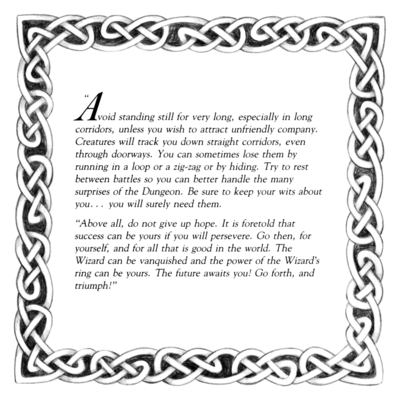 “Avoid standing still for very long, especially in long
corridors, unless you wish to attract unfriendly company.
Creatures will track you down straight corridors, even
through doorways. You can sometimes lose them by
running in a loop or a zig-zag or by hiding. Try to rest
between battles so you can better handle the many
surprises of the Dungeon. Be sure to keep your wits about
you. . . you will surely need them.
“Above all, do not give up hope. It is foretold that
success can be yours if you will persevere. Go then, for
yourself, and for all that is good in the world. The
Wizard can be vanquished and the power of the Wizard’s
ring can be yours. The future awaits you! Go forth, and
triumph!”